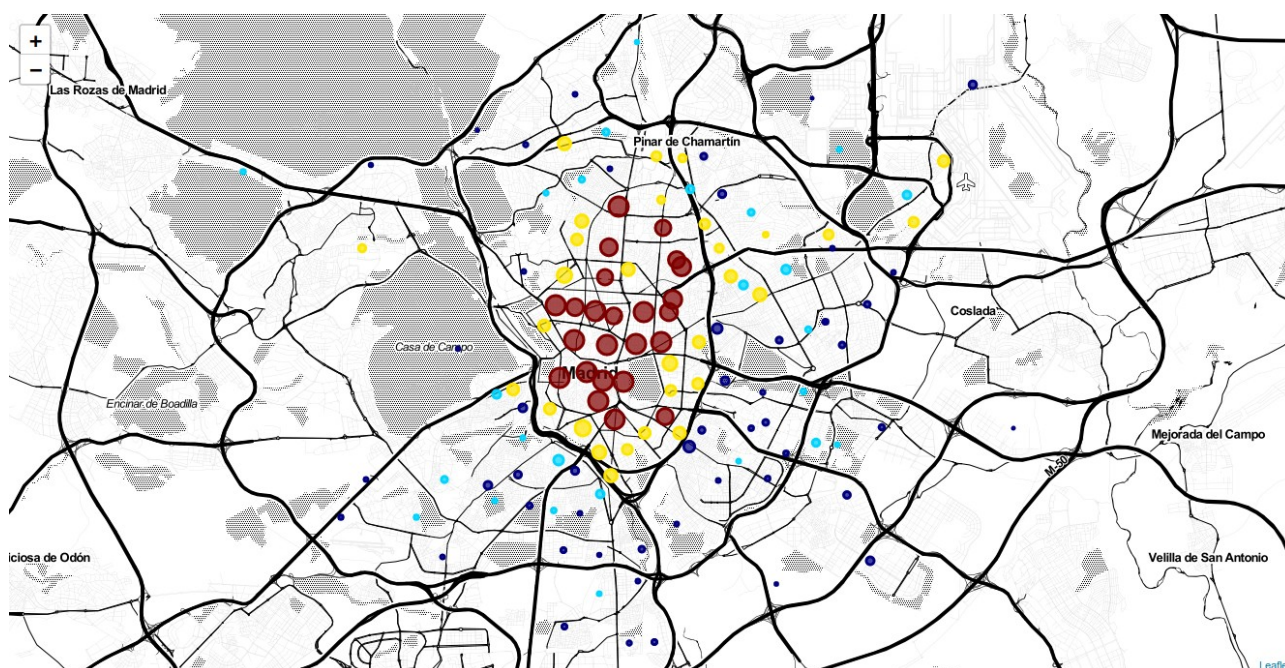 +
−
Las Rozas de Madrid
Pinar de Chamartín
Coslada
Casa de Campo
Madrid
Encinar de Boadilla
Mejorada del Campo
M-50
iciosa de Odón
Velilla de San Antonio
Leafle